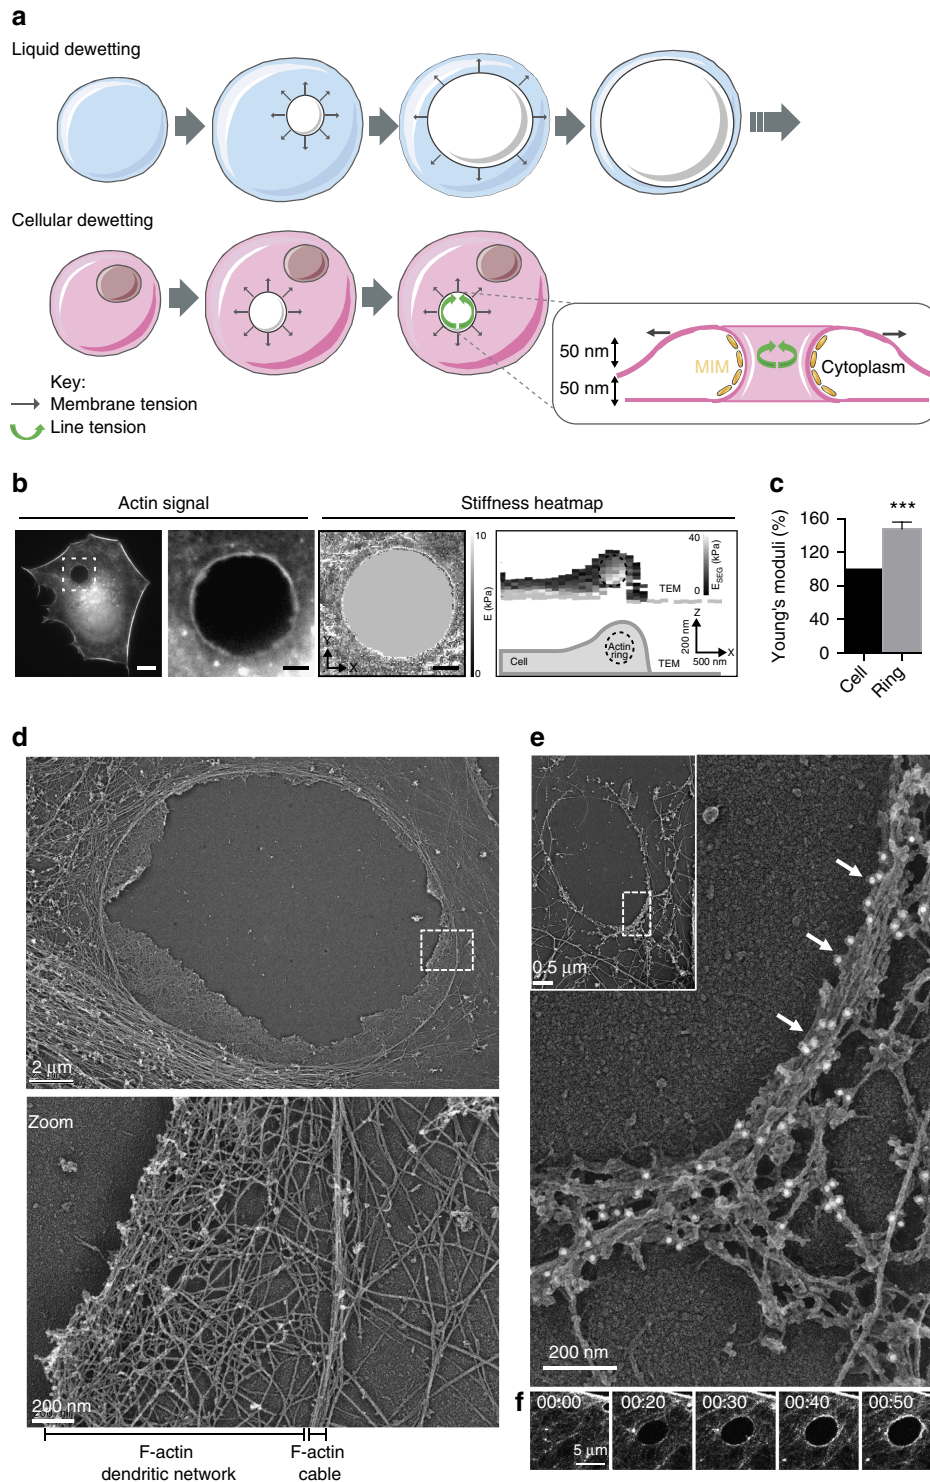 a
Liquid dewetting
Cellular dewetting
50 nm
50 nm
MIM
Cytoplasm
Key:
Membrane tension
Line tension
b
Actin signal
Stiffness heatmap
10
E (kPa)
0
Y
X
40
E_SEG (kPa)
0
TEM
Z
200 nm
X
500 nm
Cell
Actin
ring
TEM
c
***
Young's moduli (%)
160
120
80
40
0
Cell
Ring
d
2 μm
Zoom
200 nm
F-actin
dendritic network
F-actin
cable
e
0.5 μm
200 nm
f
00:00
00:20
00:30
00:40
00:50
5 μm